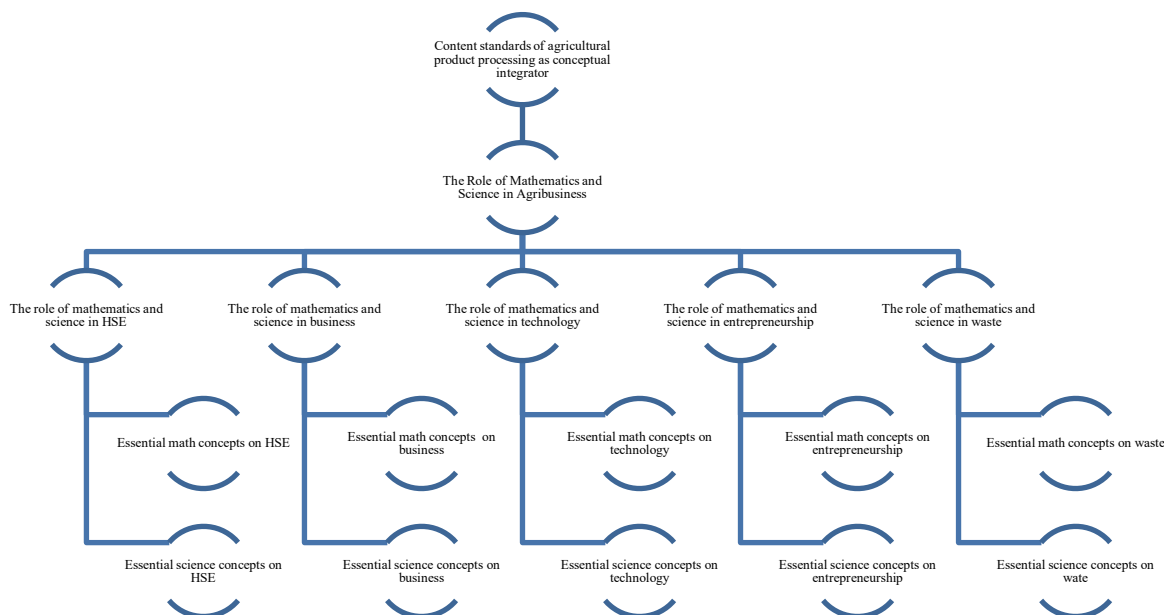 Content standards of agricultural
product processing as conceptual
integrator
The Role of Mathematics and
Science in Agribusiness
The role of mathematics and
science in HSE
The role of mathematics and
science in business
The role of mathematics and
science in technology
The role of mathematics and
science in entrepreneurship
The role of mathematics and
science in waste
Essential math concepts on HSE
Essential math concepts on
business
Essential math concepts on
technology
Essential math concepts on
entrepreneurship
Essential math concepts on waste
Essential science concepts on
HSE
Essential science concepts on
business
Essential science concepts on
technology
Essential science concepts on
entrepreneurship
Essential science concepts on
wate